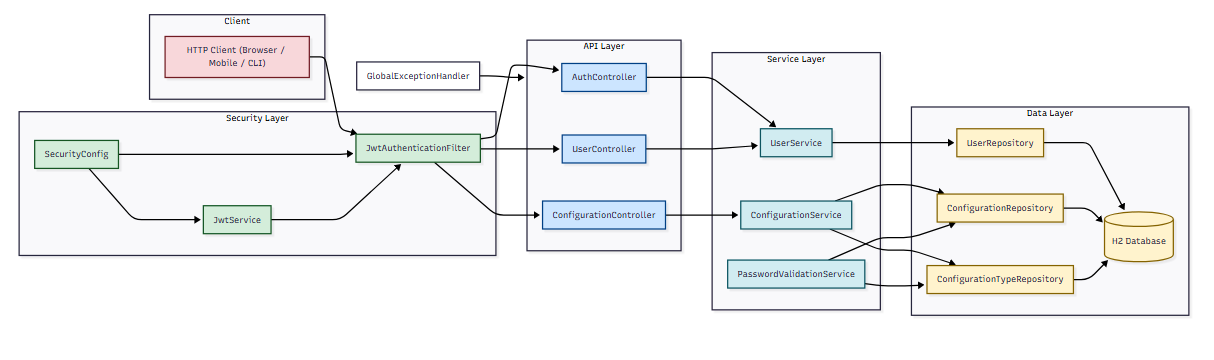 Client
HTTP Client (Browser /
Mobile / CLI)
Security Layer
SecurityConfig
JwtService
JwtAuthenticationFilter
GlobalExceptionHandler
API Layer
AuthController
UserController
ConfigurationController
Service Layer
UserService
ConfigurationService
PasswordValidationService
Data Layer
UserRepository
ConfigurationRepository
ConfigurationTypeRepository
H2 Database